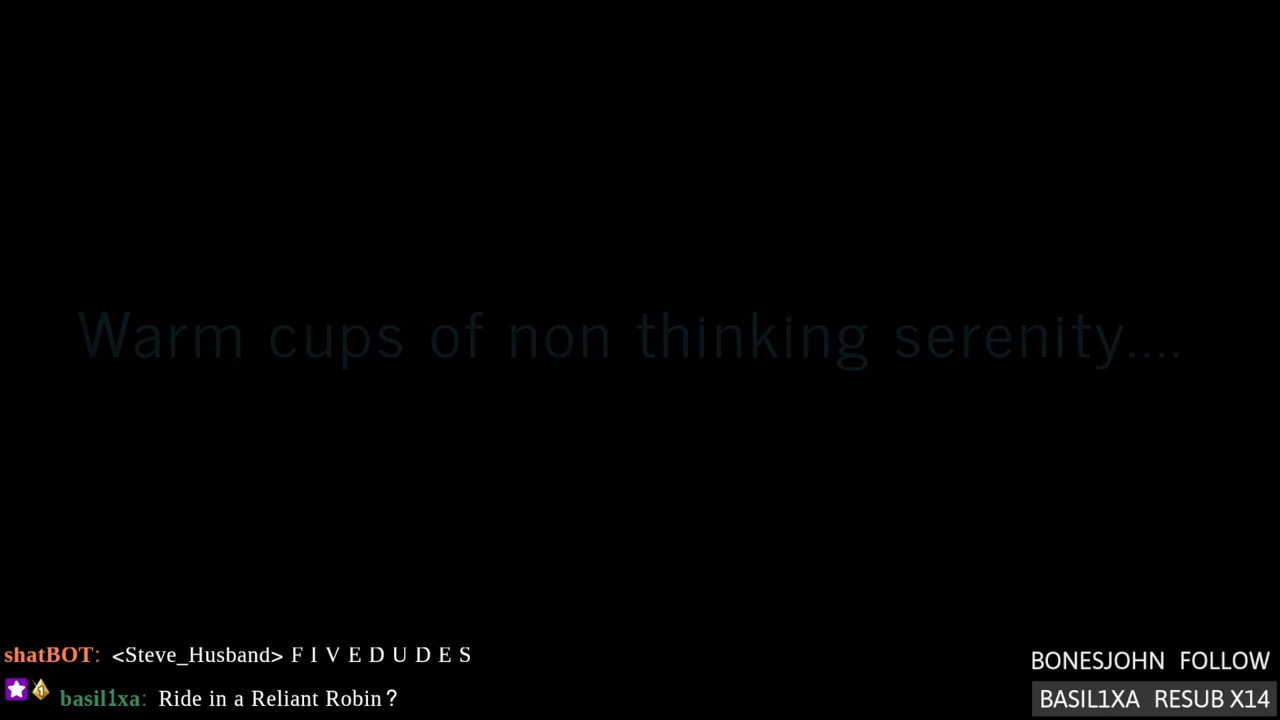 Warm cups of non thinking serenity....
shatBOT: <Steve_Husband> F I V E D U D E S
basil1xa: Ride in a Reliant Robin?
BONESJOHN FOLLOW
BASIL1XA RESUB X14